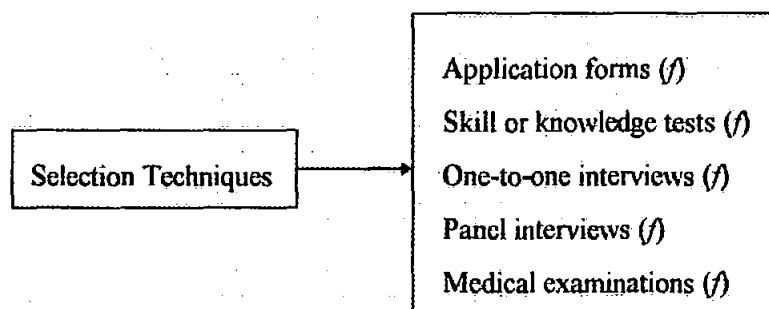 Selection Techniques
Application forms (f)
Skill or knowledge tests (f)
One-to-one interviews (f)
Panel interviews (f)
Medical examinations (f)